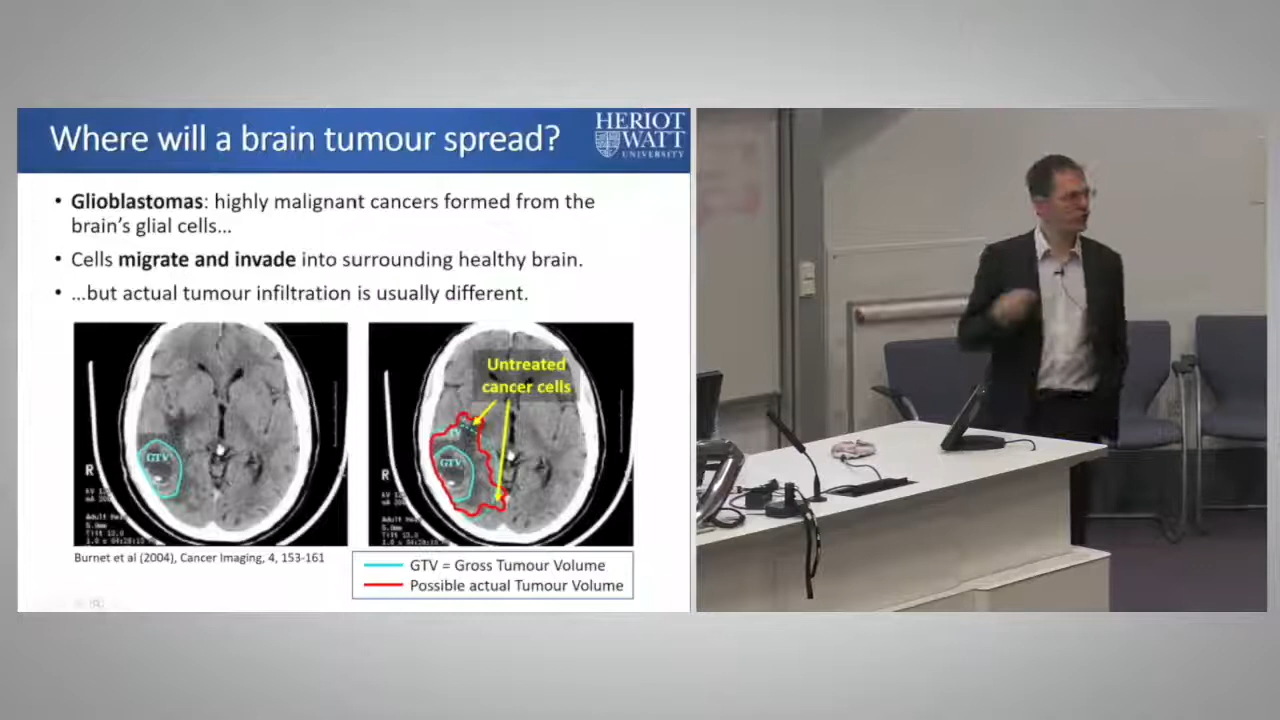 Where will a brain tumour spread?
HERIOT
WATT
UNIVERSITY
• Glioblastomas: highly malignant cancers formed from the
brain’s glial cells…
• Cells migrate and invade into surrounding healthy brain.
• …but actual tumour infiltration is usually different.
GTV
R
Untreated
cancer cells
GTV
R
Burnet et al (2004), Cancer Imaging, 4, 153-161
GTV = Gross Tumour Volume
Possible actual Tumour Volume